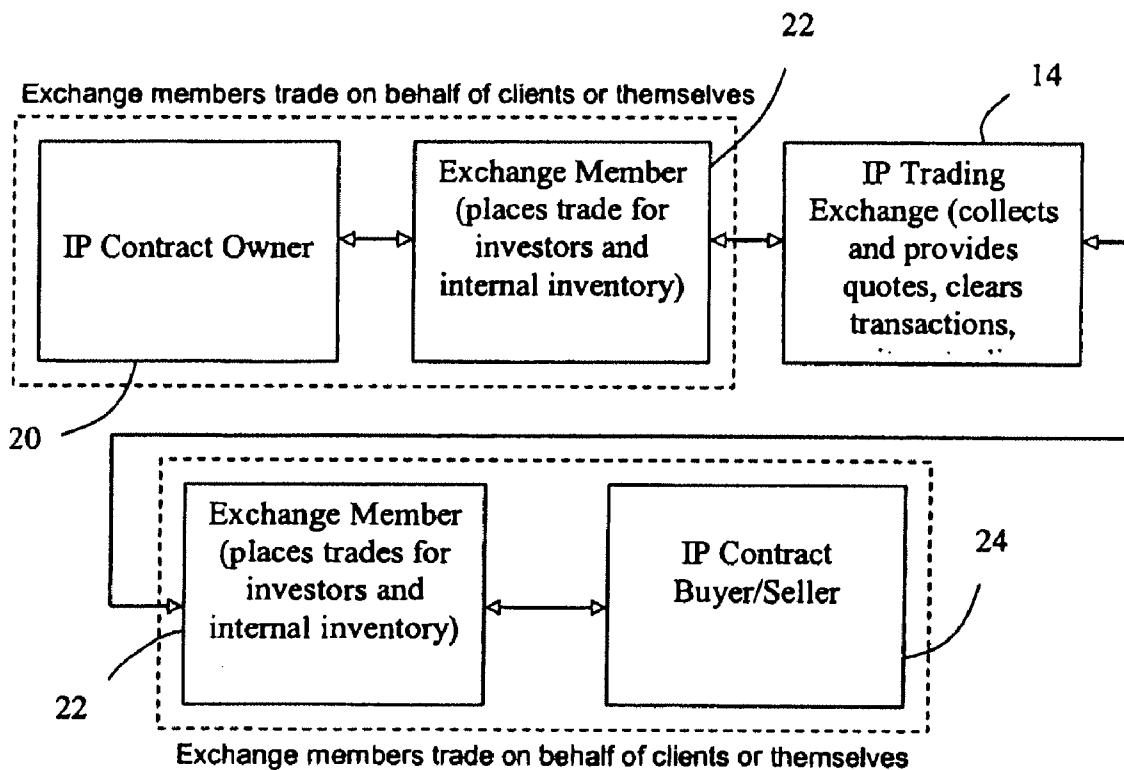 22
14
Exchange members trade on behalf of clients or themselves
IP Contract Owner
Exchange Member
(places trade for
investors and
internal inventory)
IP Trading
Exchange (collects
and provides
quotes, clears
transactions,
20
Exchange Member
(places trades for
investors and
internal inventory)
IP Contract
Buyer/Seller
24
22
Exchange members trade on behalf of clients or themselves